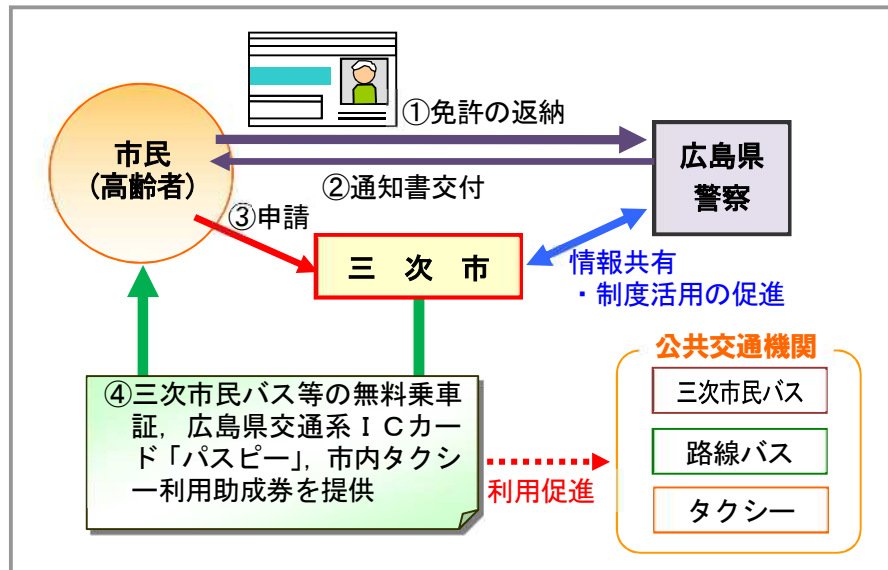 ①免許の返納
市民
(高齢者)
広島県
警察
②通知書交付
③申請
三 次 市
情報共有
・制度活用の促進
④三次市民バス等の無料乗車
証，広島県交通系ＩＣカー
ド「パスピー」，市内タクシ
ー利用助成券を提供
利用促進
公共交通機関
三次市民バス
路線バス
タクシー